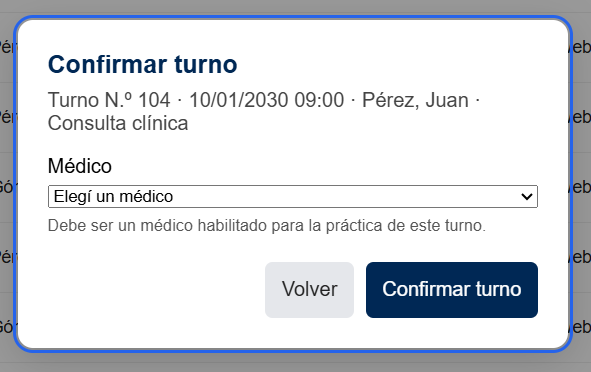 Confirmar turno
Turno N.º 104 · 10/01/2030 09:00 · Pérez, Juan ·
Consulta clínica
Médico
Elegí un médico
Debe ser un médico habilitado para la práctica de este turno.
Volver
Confirmar turno